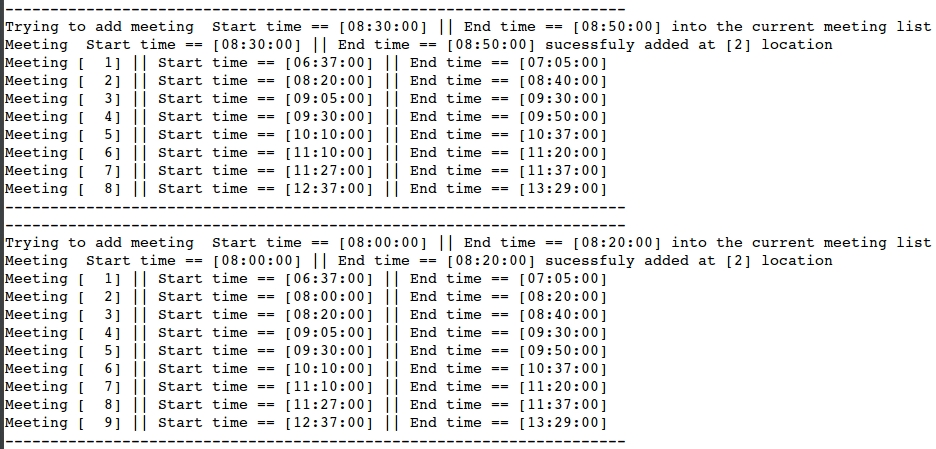 ---------------------------------------------------------------------
Trying to add meeting  Start time == [08:30:00] || End time == [08:50:00] into the current meeting list
Meeting  Start time == [08:30:00] || End time == [08:50:00] sucessfuly added at [2] location
Meeting [  1] || Start time == [06:37:00] || End time == [07:05:00]
Meeting [  2] || Start time == [08:20:00] || End time == [08:40:00]
Meeting [  3] || Start time == [09:05:00] || End time == [09:30:00]
Meeting [  4] || Start time == [09:30:00] || End time == [09:50:00]
Meeting [  5] || Start time == [10:10:00] || End time == [10:37:00]
Meeting [  6] || Start time == [11:10:00] || End time == [11:20:00]
Meeting [  7] || Start time == [11:27:00] || End time == [11:37:00]
Meeting [  8] || Start time == [12:37:00] || End time == [13:29:00]
---------------------------------------------------------------------
---------------------------------------------------------------------
Trying to add meeting  Start time == [08:00:00] || End time == [08:20:00] into the current meeting list
Meeting  Start time == [08:00:00] || End time == [08:20:00] sucessfuly added at [2] location
Meeting [  1] || Start time == [06:37:00] || End time == [07:05:00]
Meeting [  2] || Start time == [08:00:00] || End time == [08:20:00]
Meeting [  3] || Start time == [08:20:00] || End time == [08:40:00]
Meeting [  4] || Start time == [09:05:00] || End time == [09:30:00]
Meeting [  5] || Start time == [09:30:00] || End time == [09:50:00]
Meeting [  6] || Start time == [10:10:00] || End time == [10:37:00]
Meeting [  7] || Start time == [11:10:00] || End time == [11:20:00]
Meeting [  8] || Start time == [11:27:00] || End time == [11:37:00]
Meeting [  9] || Start time == [12:37:00] || End time == [13:29:00]
---------------------------------------------------------------------